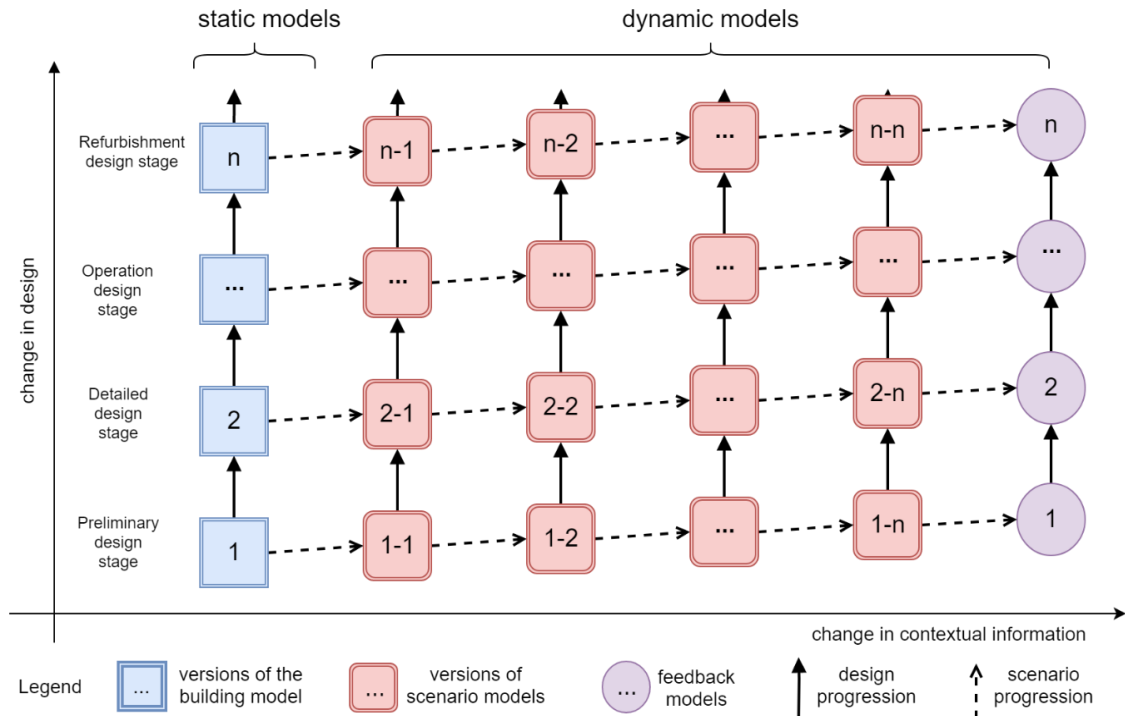 static models
dynamic models
change in design
Refurbishment
design stage
n
n-1
n-2
...
n-n
n
Operation
design
stage
...
...
...
...
...
...
Detailed
design
stage
2
2-1
2-2
...
2-n
2
Preliminary
design
stage
1
1-1
1-2
...
1-n
1
change in contextual information
Legend
...
versions of the
building model
...
versions of
scenario models
...
feedback
models
design
progression
scenario
progression